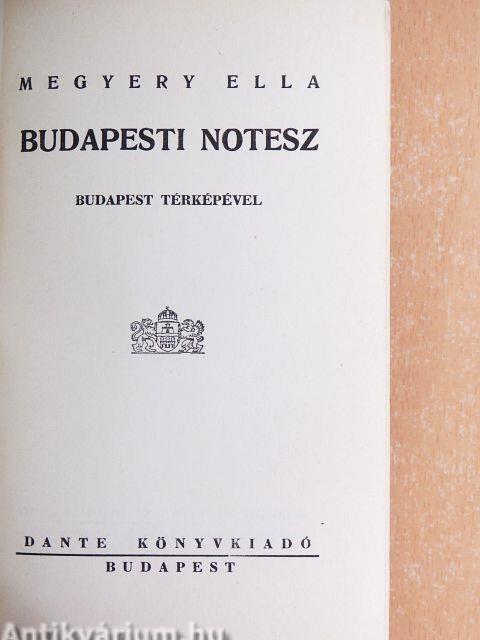 MEGYERY ELLA
BUDAPESTI NOTESZ
BUDAPEST TÉRKÉPÉVEL
DANTE KÖNYVKIADÓ
BUDAPEST
Antikvárium.hu